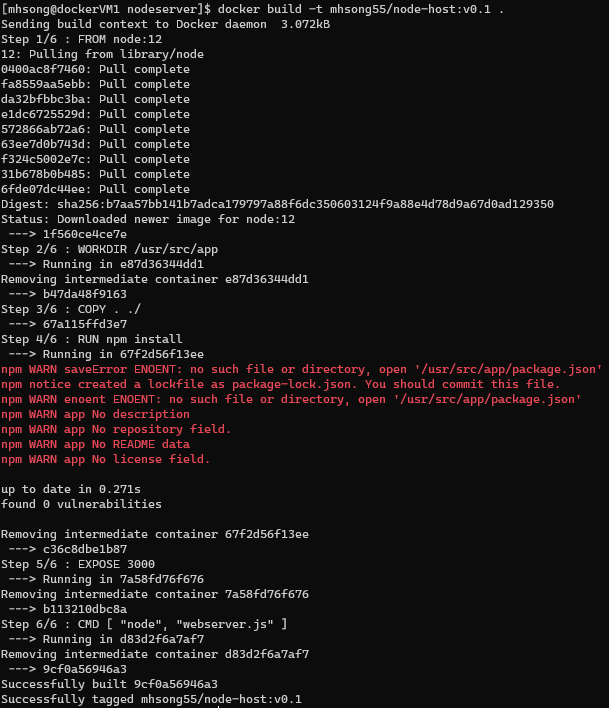 [mhsong@dockerVM1 nodeserver]$ docker build -t mhsong55/node-host:v0.1 .
Sending build context to Docker daemon  3.072kB
Step 1/6 : FROM node:12
12: Pulling from library/node
0400ac8f7460: Pull complete
fa8559aa5ebb: Pull complete
da32bfbbc3ba: Pull complete
e1dc6725529d: Pull complete
572866ab72a6: Pull complete
63ee7d0b743d: Pull complete
f324c5002e7c: Pull complete
31b678b0b485: Pull complete
6fde07dc44ee: Pull complete
Digest: sha256:b7aa57bb141b7adca179797a88f6dc350603124f9a88e4d78d9a67d0ad129350
Status: Downloaded newer image for node:12
 ---> 1f560ce4ce7e
Step 2/6 : WORKDIR /usr/src/app
 ---> Running in e87d36344dd1
Removing intermediate container e87d36344dd1
 ---> b47da48f9163
Step 3/6 : COPY . ./
 ---> 67a115ffd3e7
Step 4/6 : RUN npm install
 ---> Running in 67f2d56f13ee
npm WARN saveError ENOENT: no such file or directory, open '/usr/src/app/package.json'
npm notice created a lockfile as package-lock.json. You should commit this file.
npm WARN enoent ENOENT: no such file or directory, open '/usr/src/app/package.json'
npm WARN app No description
npm WARN app No repository field.
npm WARN app No README data
npm WARN app No license field.
up to date in 0.271s
found 0 vulnerabilities
Removing intermediate container 67f2d56f13ee
 ---> c36c8dbe1b87
Step 5/6 : EXPOSE 3000
 ---> Running in 7a58fd76f676
Removing intermediate container 7a58fd76f676
 ---> b113210dbc8a
Step 6/6 : CMD [ "node", "webserver.js" ]
 ---> Running in d83d2f6a7af7
Removing intermediate container d83d2f6a7af7
 ---> 9cf0a56946a3
Successfully built 9cf0a56946a3
Successfully tagged mhsong55/node-host:v0.1